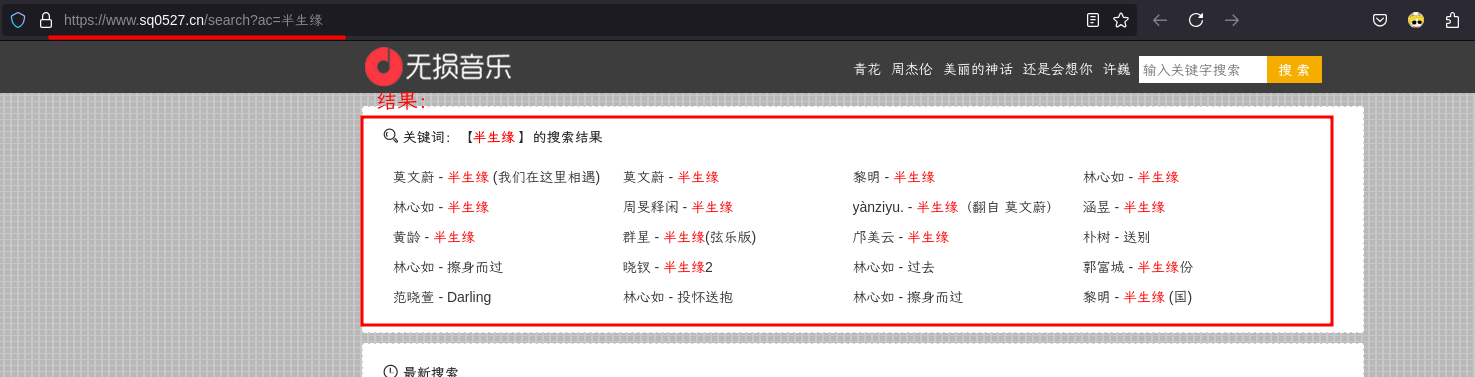 https://www.sq0527.cn/search?ac=半生缘
无损音乐
青花 周杰伦 美丽的神话 还是会想你 许巍 输入关键字搜索 搜 索
结果:
关键词：【半生缘 】的搜索结果
莫文蔚 - 半生缘 (我们在这里相遇) 莫文蔚 - 半生缘 黎明 - 半生缘 林心如 - 半生缘
林心如 - 半生缘 周旻释闲 - 半生缘 yànziyu. - 半生缘（翻自 莫文蔚） 涵昱 - 半生缘
黄龄 - 半生缘 群星 - 半生缘(弦乐版) 邝美云 - 半生缘 朴树 - 送别
林心如 - 擦身而过 晓钗 - 半生缘2 林心如 - 过去 郭富城 - 半生缘份
范晓萱 - Darling 林心如 - 投怀送抱 林心如 - 擦身而过 黎明 - 半生缘 (国)
最新搜索